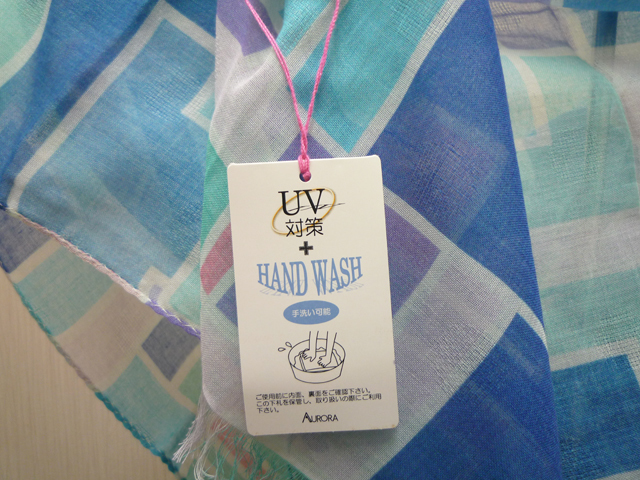 UV
対策
+
HAND WASH
手洗い可能
ご使用前に内面、裏面をご確認下さい。
この下札を保管し、取り扱いの際にご利用
下さい。
AURORA